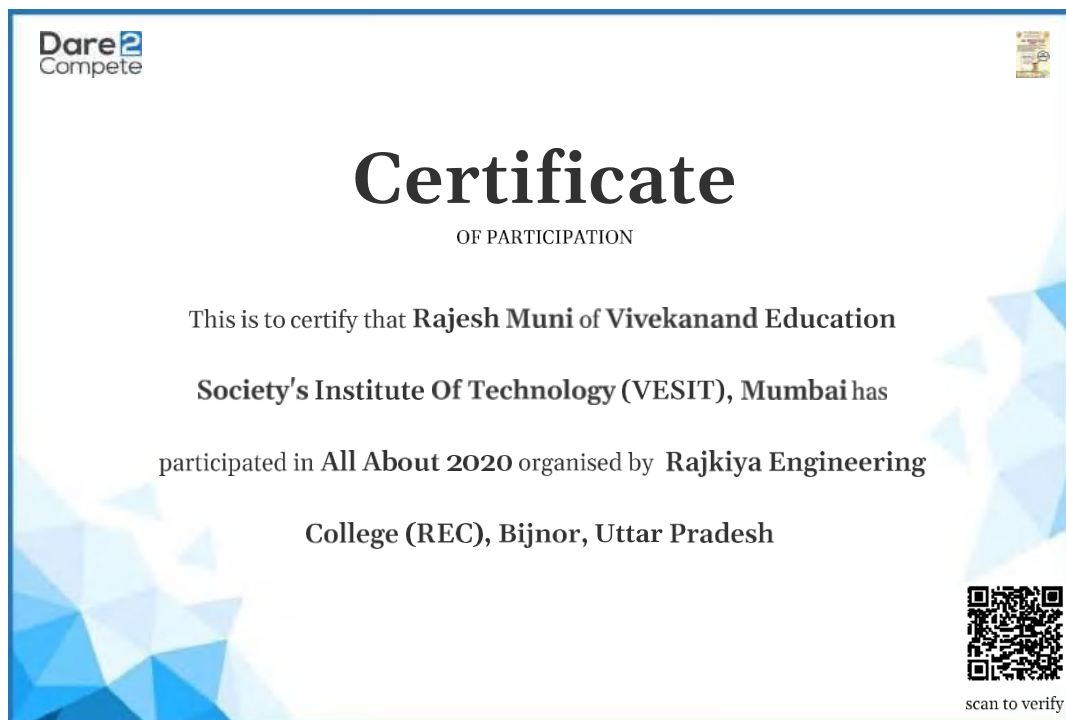 Dare2
Compete
Certificate
OF PARTICIPATION
This is to certify that Rajesh Muni of Vivekanand Education
Society's Institute Of Technology (VESIT), Mumbai has
participated in All About 2020 organised by Rajkiya Engineering
College (REC), Bijnor, Uttar Pradesh
scan to verify